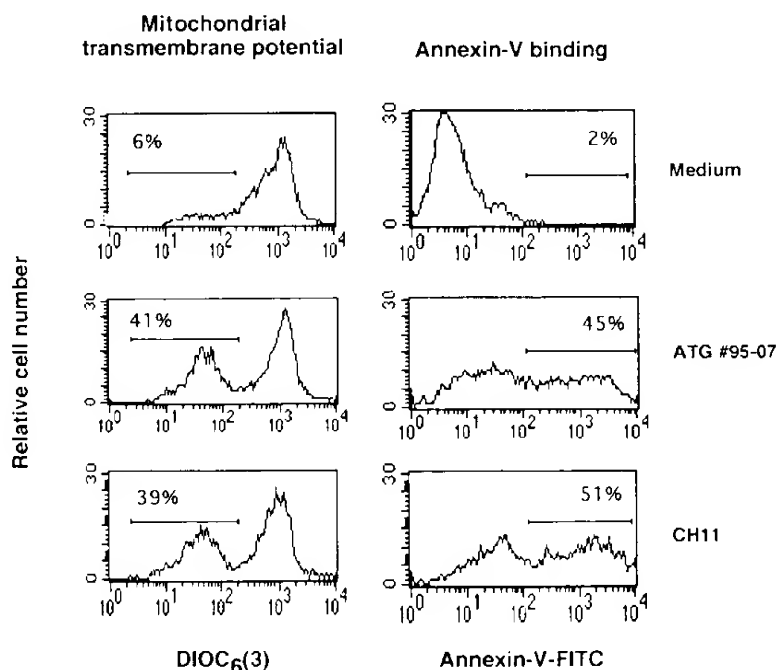 Mitochondrial
transmembrane potential
Annexin-V binding
30
0
6%
10^0 10^1 10^2 10^3 10^4
30
0
2%
10^0 10^1 10^2 10^3 10^4
Medium
30
0
41%
10^0 10^1 10^2 10^3 10^4
30
0
45%
10^0 10^1 10^2 10^3 10^4
ATG #95-07
30
0
39%
10^0 10^1 10^2 10^3 10^4
30
0
51%
10^0 10^1 10^2 10^3 10^4
CH11
Relative cell number
DIOC6(3)
Annexin-V-FITC